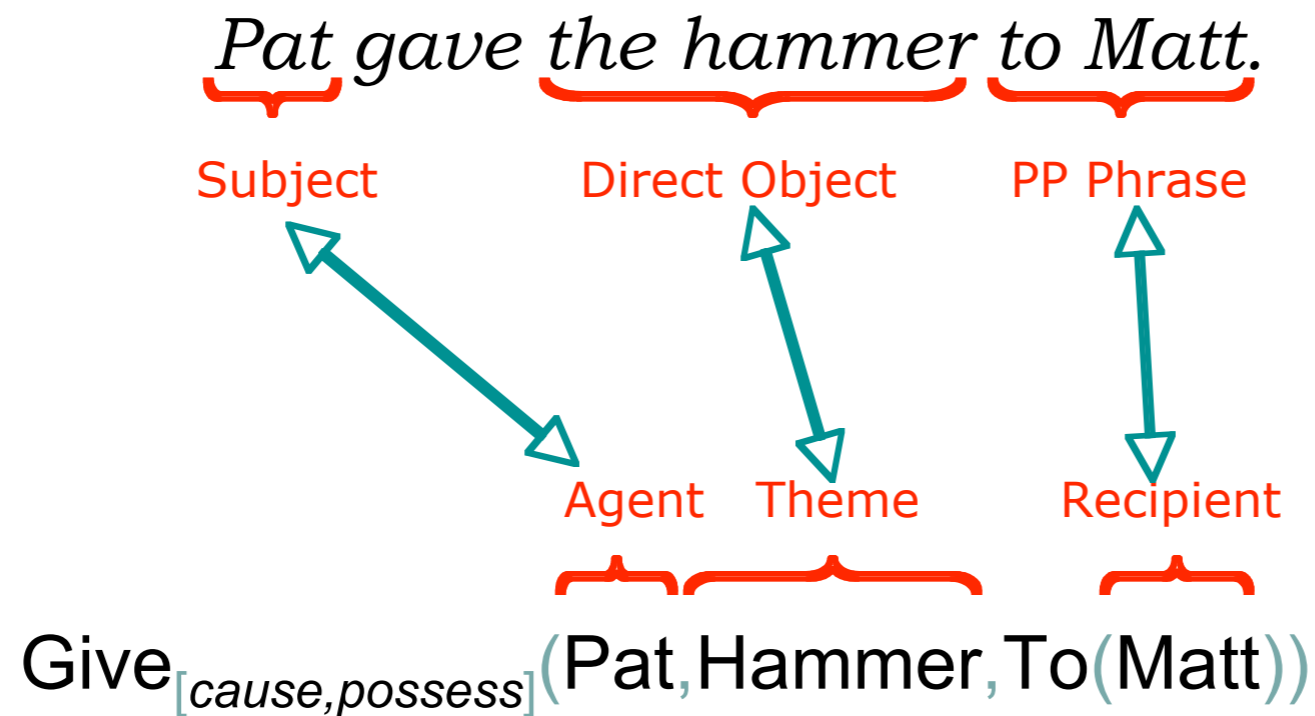 Pat gave the hammer to Matt.
Subject Direct Object PP Phrase
Agent Theme Recipient
Give[cause,possess](Pat,Hammer,To(Matt))